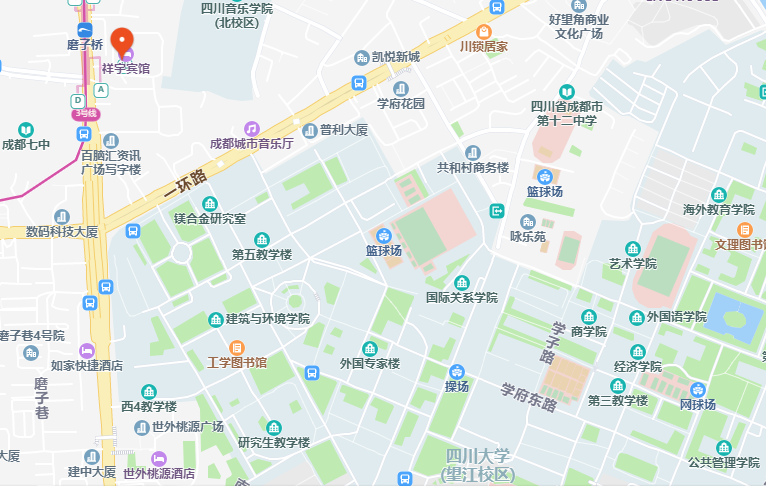 四川音乐学院
(北校区)
好里角商业
文化广场
磨子桥
川锁居家
祥宇宾馆
凯悦新城
A
D
3号线
学府花园
四川省成都市
第十二中学
成都七中
成都城市音乐厅
普利大厦
百脑汇资讯
广场写字楼
共和村商务楼
一环路
篮球场
镁合金研究室
海外教育学院
数码科技大厦
咏乐苑
文理图书馆
第五教学楼
篮球场
艺术学院
国际关系学院
建筑与环境学院
商学院
外国语学院
学子路
磨子巷4号院
如家快捷酒店
工学图书馆
外国专家楼
经济学院
磨子巷
操场
学府东路
第三教学楼
网球场
西4教学楼
世外桃源广场
研究生教学楼
四川大学
(望江校区)
大厦
建中大厦
世外桃源酒店
公共管理学院